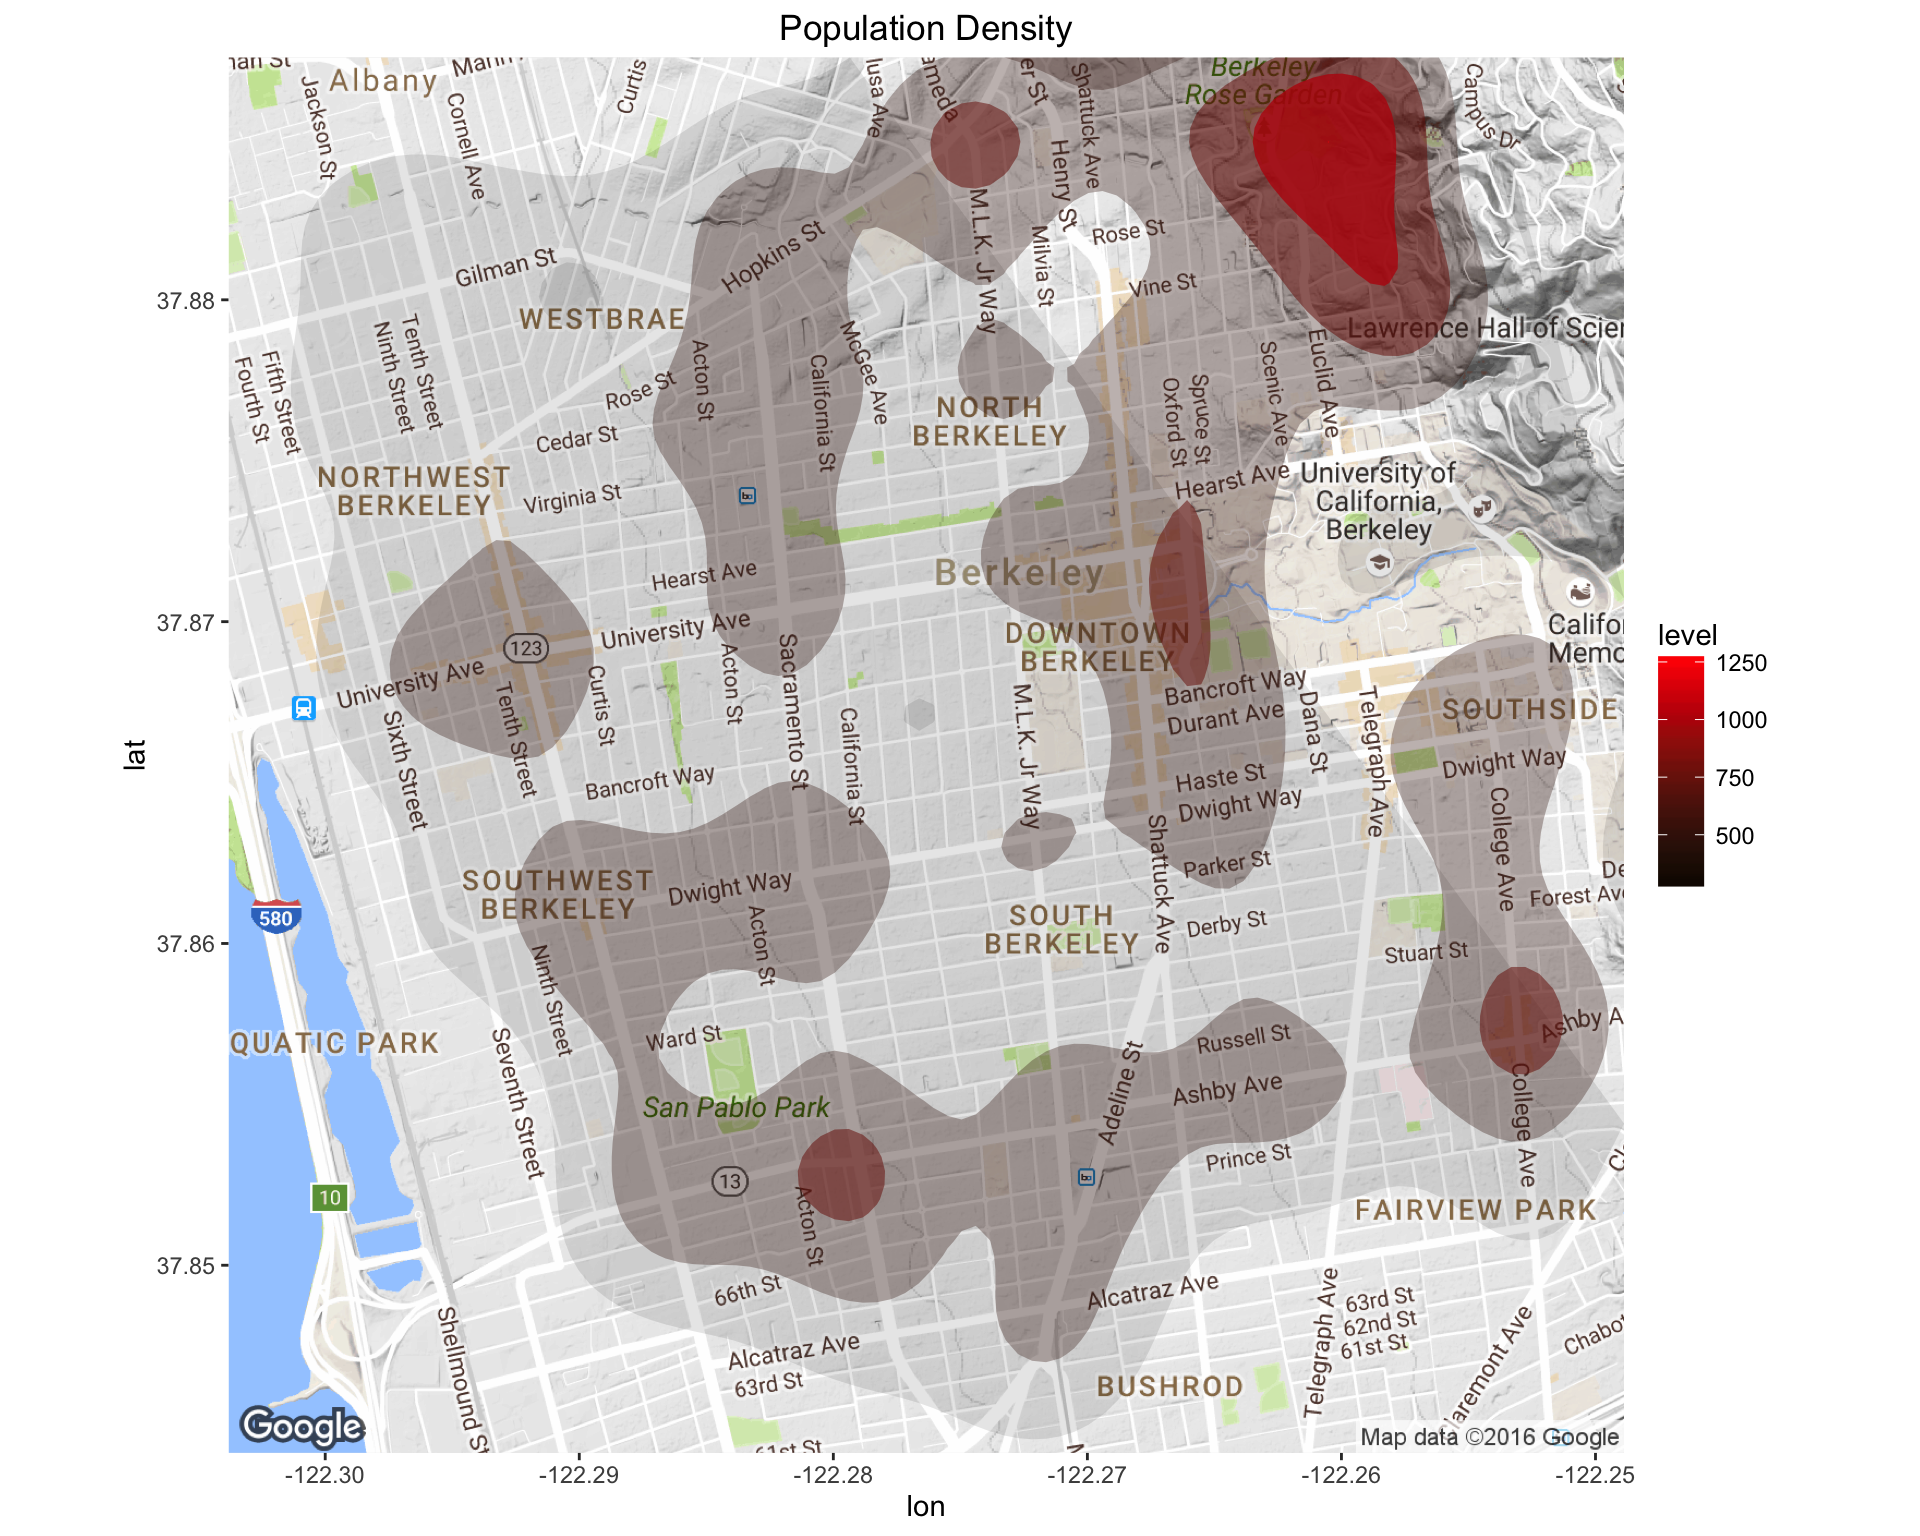 Population Density
Albany
Jackson St
Cornell Ave
Curtis
Henry St
Shattuck Ave
Berkeley
Rose Garden
Campus Dr
Gilman St
Hopkins St
M.L.K. Jr Way
Milvia St
Rose St
Vine St
WESTBRAE
Lawrence Hall of Scien
Fourth St
Fifth Street
Ninth Street
Tenth Street
Rose St
Acton St
California St
McGee Ave
NORTH
BERKELEY
Oxford St
Spruce St
Scenic Ave
Euclid Ave
Cedar St
NORTHWEST
BERKELEY
Virginia St
Hearst Ave
University of
California,
Berkeley
Hearst Ave
Berkeley
University Ave
123
University Ave
DOWNTOWN
BERKELEY
Califo
Memo
Sixth Street
Tenth Street
Curtis St
Acton St
Sacramento St
California St
M.L.K. Jr Way
Bancroft Way
Durant Ave
Dana St
Telegraph Ave
SOUTHSIDE
Bancroft Way
Haste St
Dwight Way
Dwight Way
Shattuck Ave
Parker St
College Ave
SOUTHWEST
BERKELEY
Dwight Way
Acton St
De
Forest Ave
580
SOUTH
BERKELEY
Derby St
Stuart St
Ninth Street
QUATIC PARK
Seventh Street
Ward St
Adeline St
Russell St
Ashby A
Ashby Ave
San Pablo Park
College Ave
Prince St
13
Acton St
10
FAIRVIEW PARK
66th St
Alcatraz Ave
63rd St
62nd St
61st St
Telegraph Ave
Claremont Ave
Chabot
Shellmound St
Alcatraz Ave
63rd St
BUSHROD
61st St
Google
Map data ©2016 Google
37.88
37.87
37.86
37.85
lat
-122.30
-122.29
-122.28
-122.27
-122.26
-122.25
lon
level
1250
1000
750
500